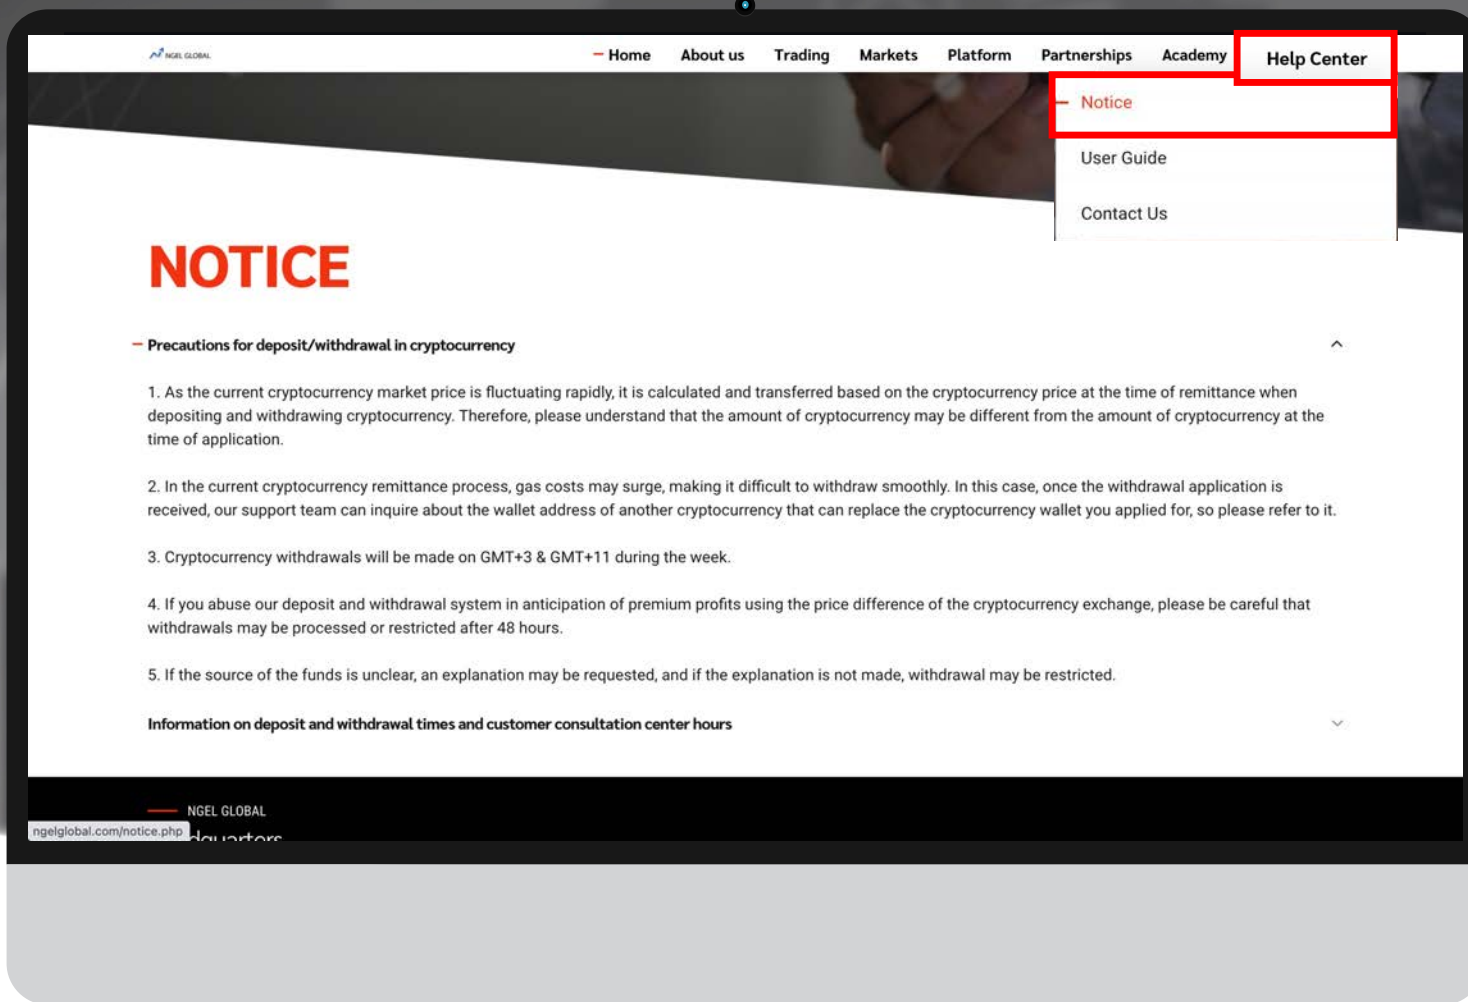 NGEL GLOBAL
Home About us Trading Markets Platform Partnerships Academy Help Center
Notice
User Guide
Contact Us
NOTICE
Precautions for deposit/withdrawal in cryptocurrency
1. As the current cryptocurrency market price is fluctuating rapidly, it is calculated and transferred based on the cryptocurrency price at the time of remittance when
depositing and withdrawing cryptocurrency. Therefore, please understand that the amount of cryptocurrency may be different from the amount of cryptocurrency at the
time of application.
2. In the current cryptocurrency remittance process, gas costs may surge, making it difficult to withdraw smoothly. In this case, once the withdrawal application is
received, our support team can inquire about the wallet address of another cryptocurrency that can replace the cryptocurrency wallet you applied for, so please refer to it.
3. Cryptocurrency withdrawals will be made on GMT+3 & GMT+11 during the week.
4. If you abuse our deposit and withdrawal system in anticipation of premium profits using the price difference of the cryptocurrency exchange, please be careful that
withdrawals may be processed or restricted after 48 hours.
5. If the source of the funds is unclear, an explanation may be requested, and if the explanation is not made, withdrawal may be restricted.
Information on deposit and withdrawal times and customer consultation center hours
NGEL GLOBAL
ngelglobal.com/notice.php